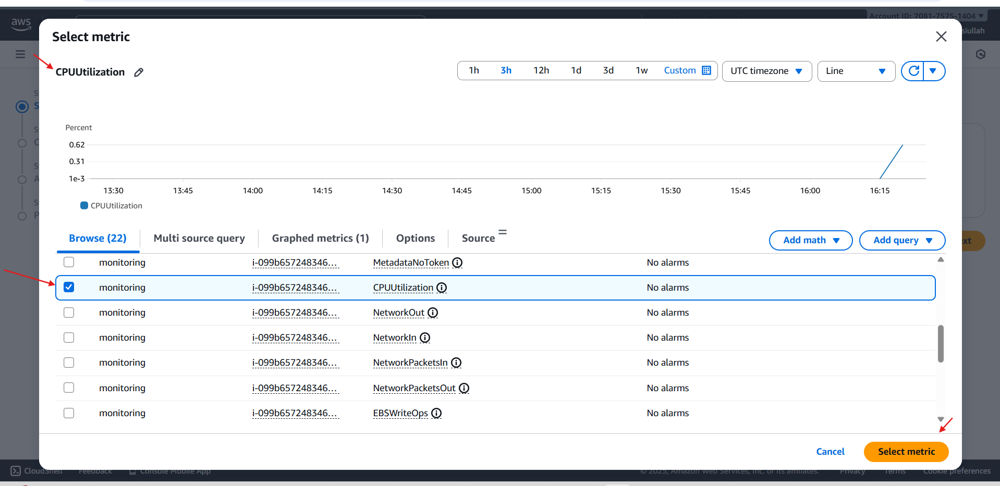 aws
Account ID: 7081-7575-1404
siullah
Select metric
CPUUtilization
1h 3h 12h 1d 3d 1w Custom UTC timezone Line
Percent
0.62
0.31
1e-3
13:30 13:45 14:00 14:15 14:30 14:45 15:00 15:15 15:30 15:45 16:00 16:15
CPUUtilization
Browse (22) Multi source query Graphed metrics (1) Options Source = Add math Add query
monitoring i-099b657248346... MetadataNoToken No alarms
monitoring i-099b657248346... CPUUtilization No alarms
monitoring i-099b657248346... NetworkOut No alarms
monitoring i-099b657248346... NetworkIn No alarms
monitoring i-099b657248346... NetworkPacketsIn No alarms
monitoring i-099b657248346... NetworkPacketsOut No alarms
monitoring i-099b657248346... EBSWriteOps No alarms
Cancel Select metric
CloudShell Feedback Console Mobile App © 2025, Amazon Web Services, Inc. or its affiliates. Privacy Terms Cookie preferences